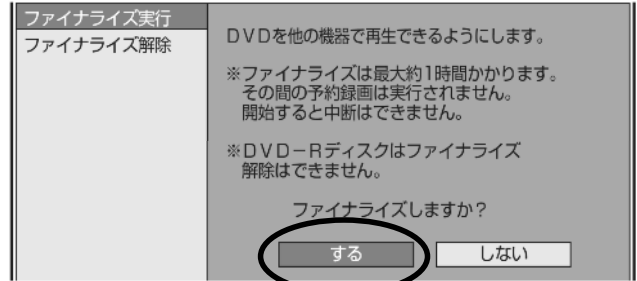 ファイナライズ実行
ファイナライズ解除
DVDを他の機器で再生できるようにします。
※ファイナライズは最大約1時間かかります。
その間の予約録画は実行されません。
開始すると中断はできません。
※DVD－Rディスクはファイナライズ
解除はできません。
ファイナライズしますか？
する
しない